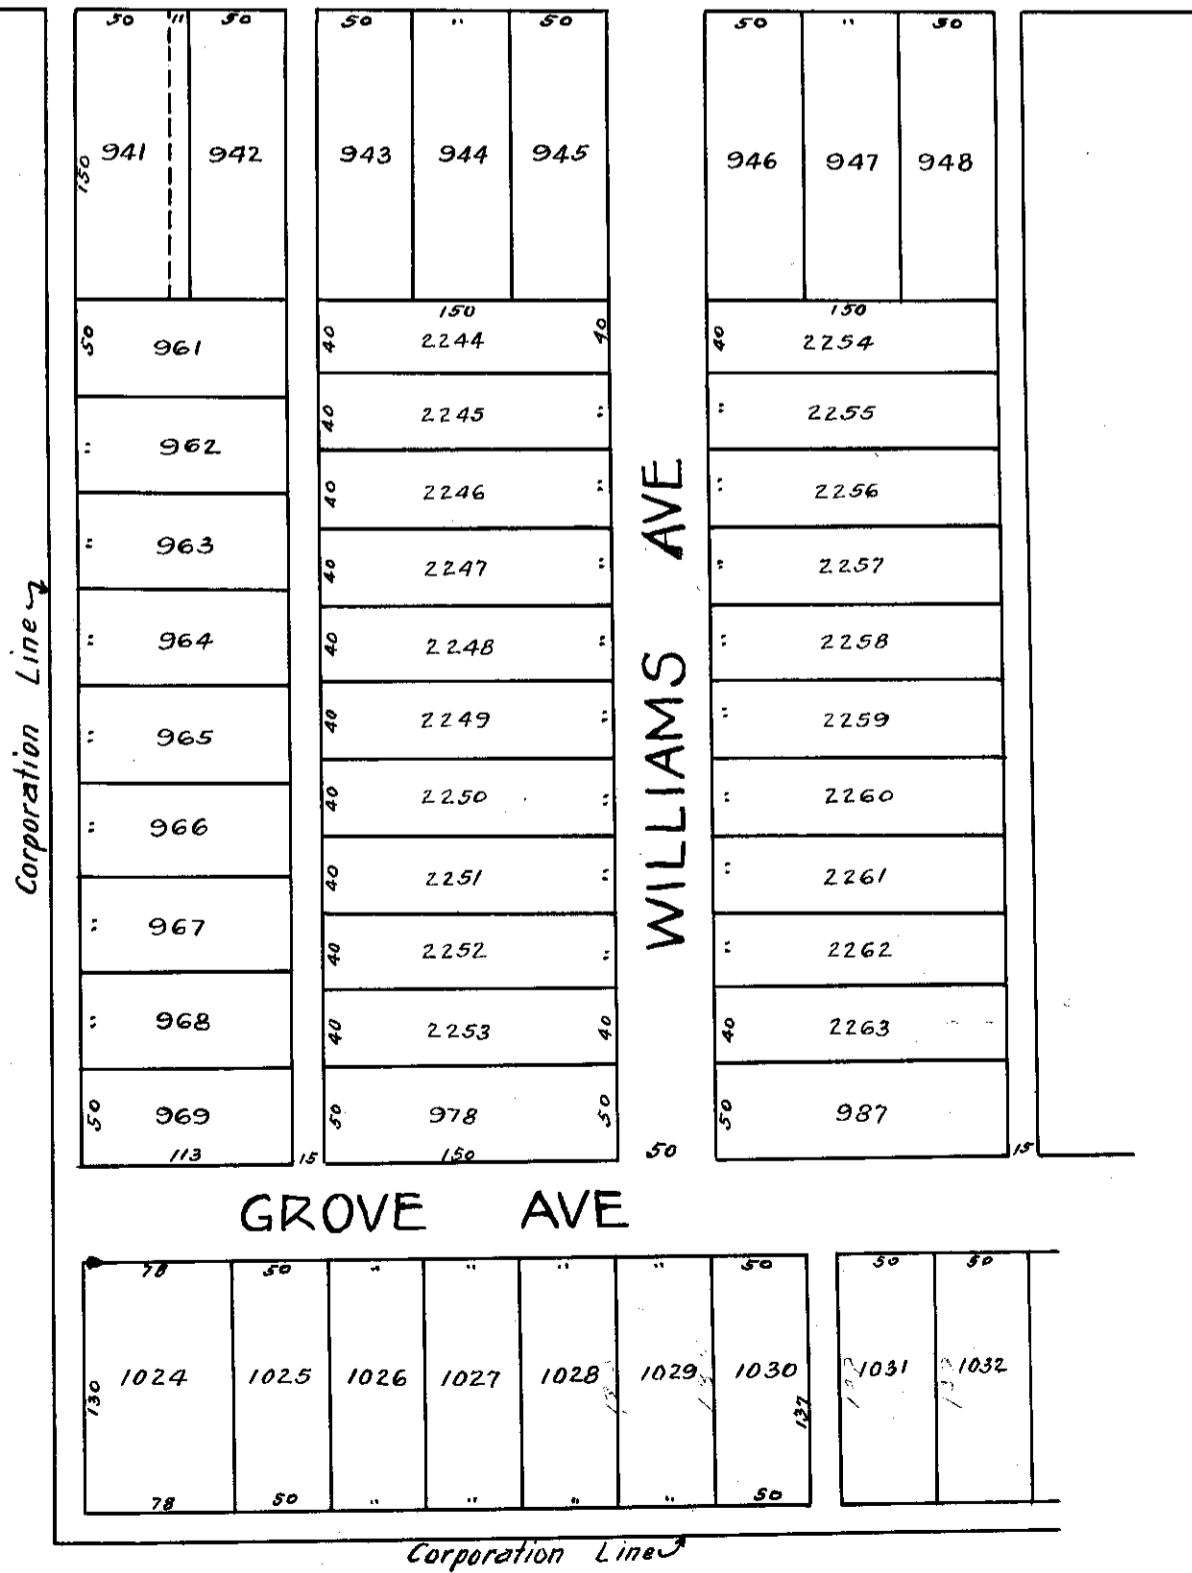 50 " 50 50 " 50 50 " 50
150 941 942 943 944 945 946 947 948
150 150
50 961 40 2244 40 40 2254
" 962 40 2245 " " 2255
" 963 40 2246 " " 2256
" 964 40 2247 " " 2257
" 965 40 2248 " " 2258
" 966 40 2249 " " 2259
" 967 40 2250 " " 2260
" 968 40 2251 " " 2261
40 2252 " " 2262
40 2253 40 40 2263
50 969 50 978 50 50 987
113 15 150 50 15
WILLIAMS AVE
Corporation Line
GROVE AVE
78 50 " " " " 50 50 50
130 1024 1025 1026 1027 1028 1029 1030 137 1031 1032
78 50 " " " " 50
Corporation Line